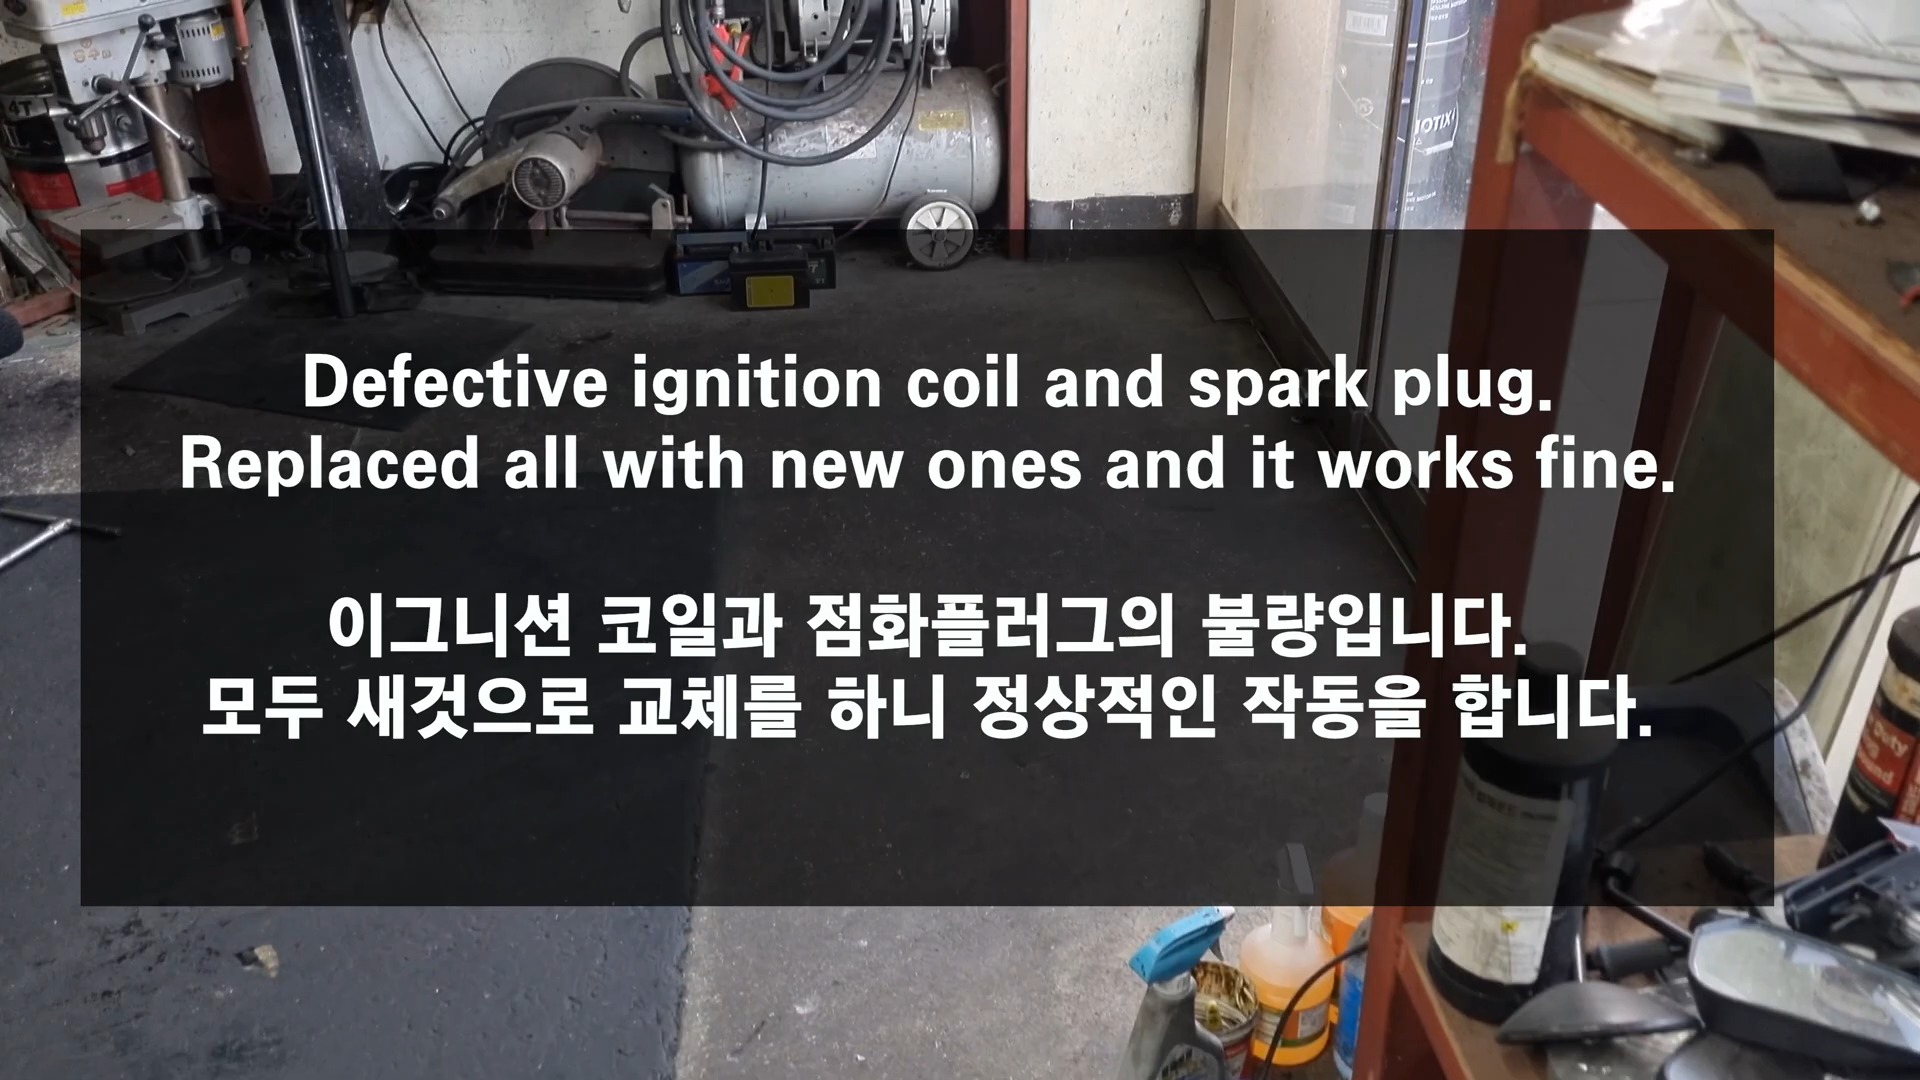 4T
Defective ignition coil and spark plug.
Replaced all with new ones and it works fine.
이그니션 코일과 점화플러그의 불량입니다.
모두 새것으로 교체를 하니 정상적인 작동을 합니다.